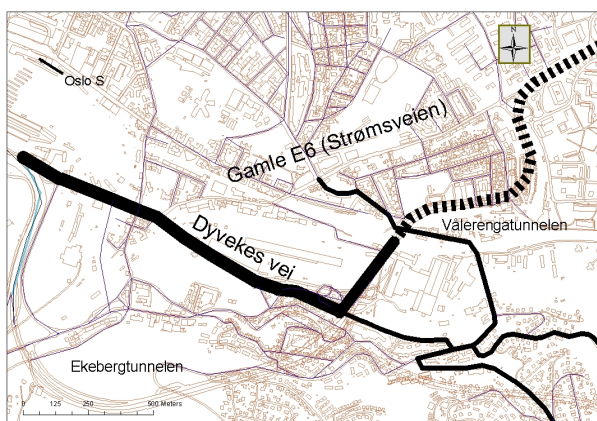 N
Oslo S
Gamle E6 (Strømsveien)
Vålerengatunnelen
Dyvekes vei
Ekebergtunnelen
0 125 250 500 Meters